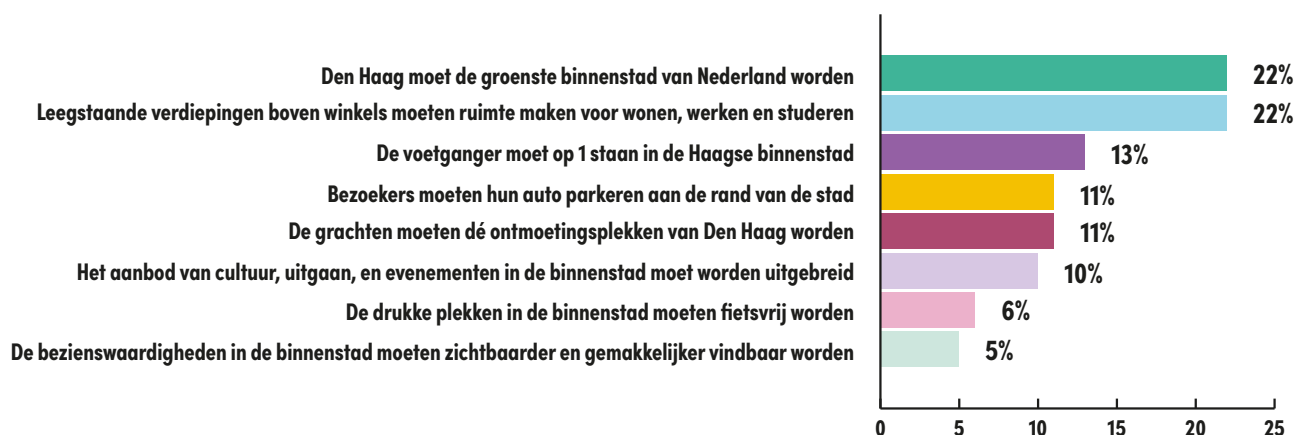 Den Haag moet de groenste binnenstad van Nederland worden 22%
Leegstaande verdiepingen boven winkels moeten ruimte maken voor wonen, werken en studeren 22%
De voetganger moet op 1 staan in de Haagse binnenstad 13%
Bezoekers moeten hun auto parkeren aan de rand van de stad 11%
De grachten moeten dé ontmoetingsplekken van Den Haag worden 11%
Het aanbod van cultuur, uitgaan, en evenementen in de binnenstad moet worden uitgebreid 10%
De drukke plekken in de binnenstad moeten fietsvrij worden 6%
De bezienswaardigheden in de binnenstad moeten zichtbaarder en gemakkelijker vindbaar worden 5%
0 5 10 15 20 25